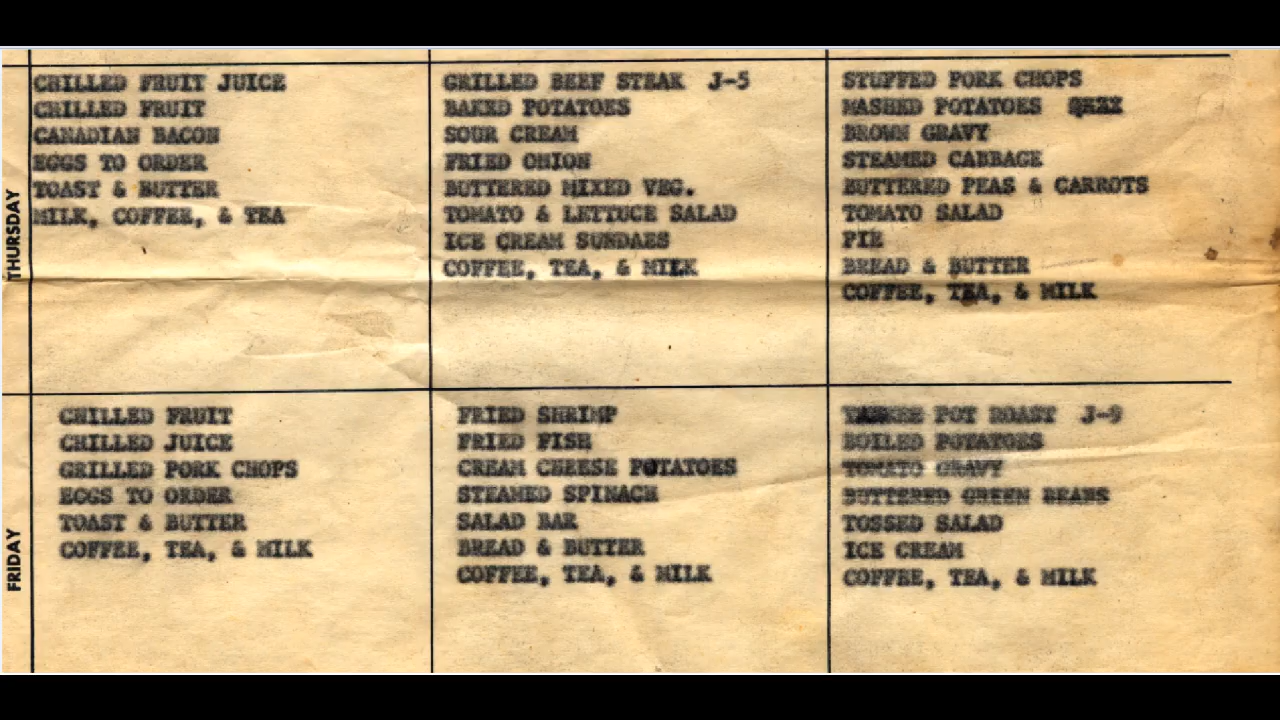 THURSDAY
CHILLED FRUIT JUICE
CHILLED FRUIT
CANADIAN BACON
EGGS TO ORDER
TOAST & BUTTER
MILK, COFFEE, & TEA
GRILLED BEEF STEAK J-5
BAKED POTATOES
SOUR CREAM
FRIED ONION
BUTTERED MIXED VEG.
TOMATO & LETTUCE SALAD
ICE CREAM SUNDAES
COFFEE, TEA, & MILK
STUFFED PORK CHOPS
MASHED POTATOES
BROWN GRAVY
STEAMED CABBAGE
BUTTERED PEAS & CARROTS
TOMATO SALAD
PIE
BREAD & BUTTER
COFFEE, TEA, & MILK
FRIDAY
CHILLED FRUIT
CHILLED JUICE
GRILLED PORK CHOPS
EGGS TO ORDER
TOAST & BUTTER
COFFEE, TEA, & MILK
FRIED SHRIMP
FRIED FISH
CREAM CHEESE POTATOES
STEAMED SPINACH
SALAD BAR
BREAD & BUTTER
COFFEE, TEA, & MILK
YANKEE POT ROAST J-9
BOILED POTATOES
TOMATO GRAVY
BUTTERED GREEN BEANS
TOSSED SALAD
ICE CREAM
COFFEE, TEA, & MILK